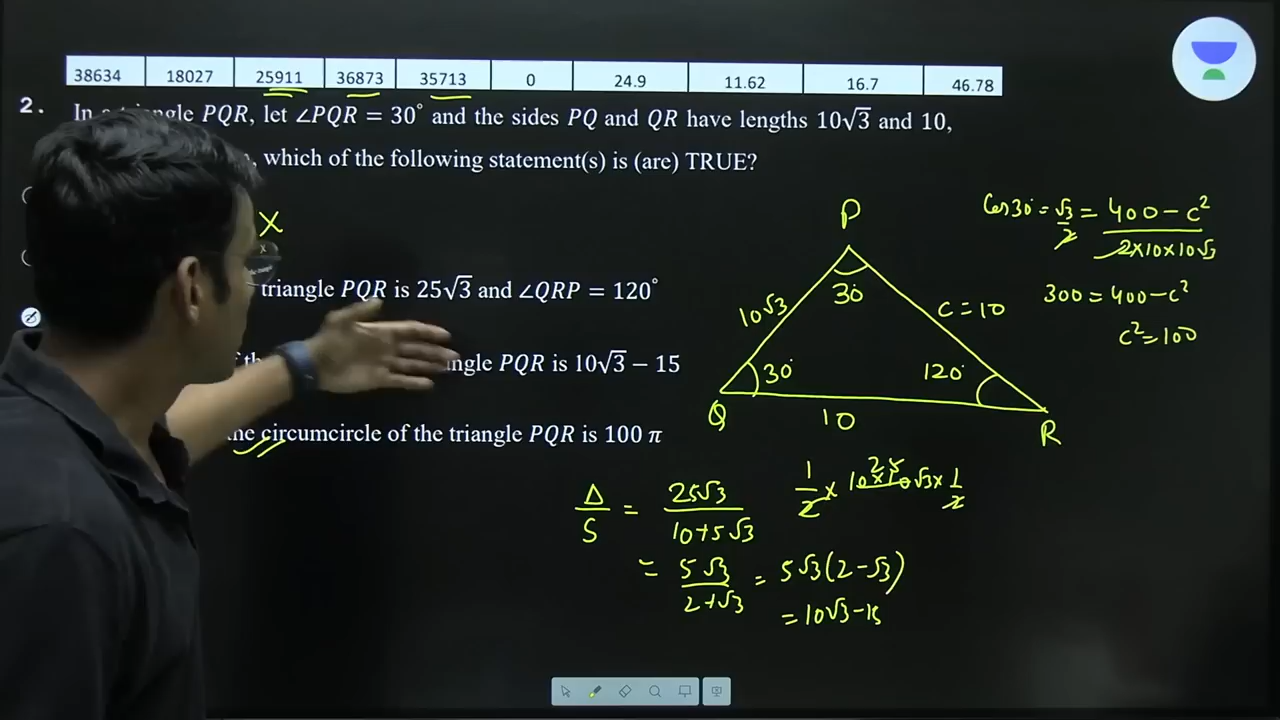 38634 18027 25911 36873 35713 0 24.9 11.62 16.7 46.78
2. In a triangle PQR, let ∠PQR = 30° and the sides PQ and QR have lengths 10√3 and 10,
which of the following statement(s) is (are) TRUE?
X
triangle PQR is 25√3 and ∠QRP = 120°
PQR is 10√3 − 15
circumcircle of the triangle PQR is 100 π
P
30°
10√3
C = 10
30°
120°
Q
10
R
Cos30° = √3/2 = (400 − c²)/(2×10×10√3)
300 = 400 − c²
c² = 100
Δ/S = 25√3/(10+5√3)
1/2 × 10×10√3 × 1/2
25
= 5√3/(2+√3) = 5√3(2−√3)
= 10√3−15